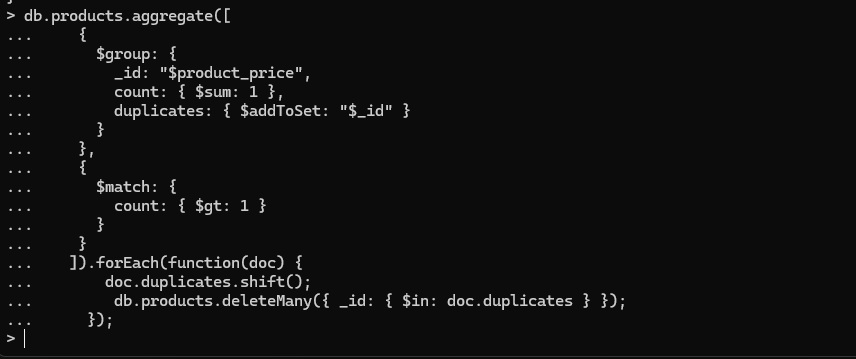 > db.products.aggregate([
...     {
...       $group: {
...         _id: "$product_price",
...         count: { $sum: 1 },
...         duplicates: { $addToSet: "$_id" }
...       }
...     },
...     {
...       $match: {
...         count: { $gt: 1 }
...       }
...     }
...    ]).forEach(function(doc) {
...        doc.duplicates.shift();
...         db.products.deleteMany({ _id: { $in: doc.duplicates } });
...      });
>